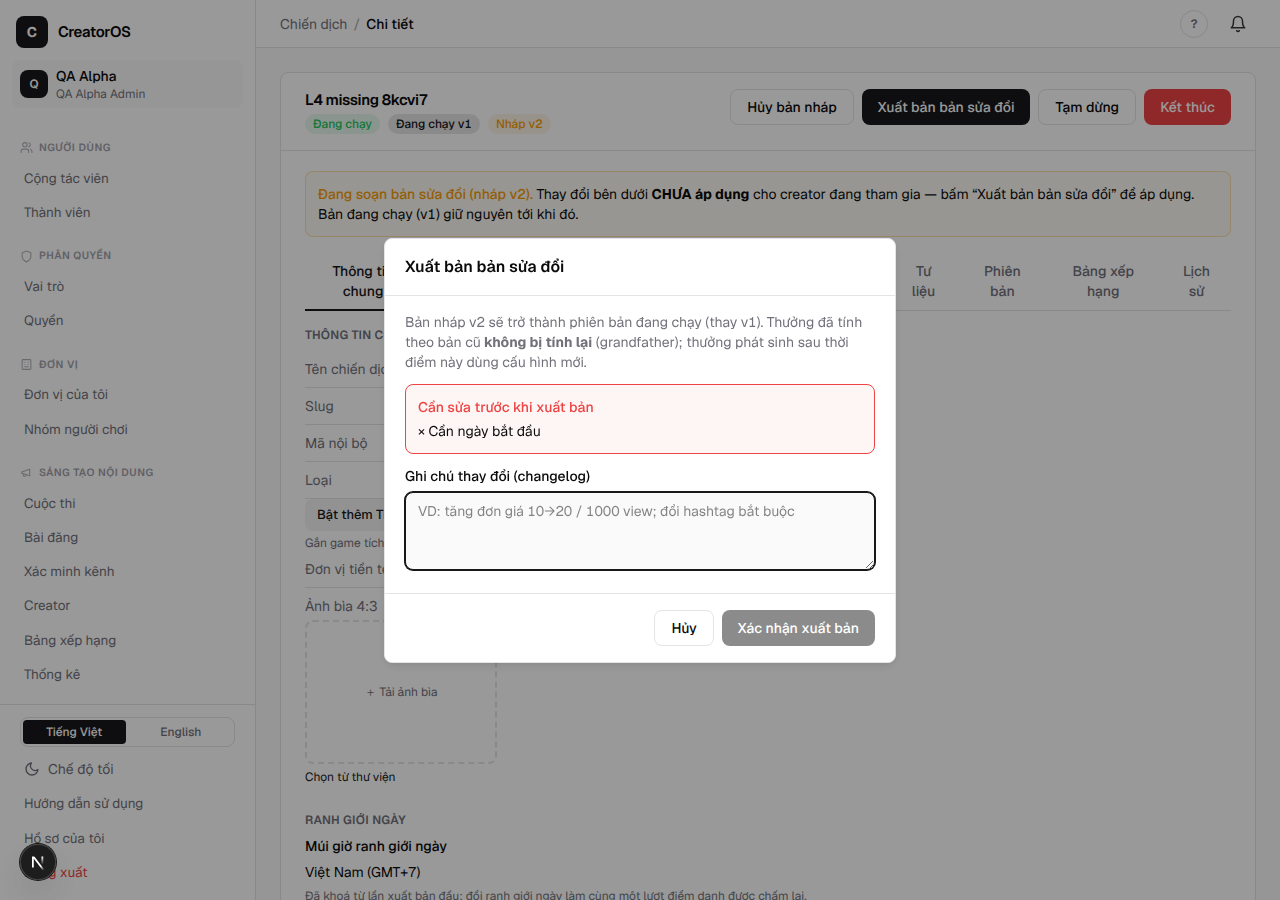 C
CreatorOS
Q
QA Alpha
QA Alpha Admin
NGƯỜI DÙNG
Cộng tác viên
Thành viên
PHÂN QUYỀN
Vai trò
Quyền
ĐƠN VỊ
Đơn vị của tôi
Nhóm người chơi
SÁNG TẠO NỘI DUNG
Cuộc thi
Bài đăng
Xác minh kênh
Creator
Bảng xếp hạng
Thống kê
Tiếng Việt
English
Chế độ tối
Hướng dẫn sử dụng
Hồ sơ của tôi
N
xuất
Chiến dịch / Chi tiết
?
L4 missing 8kcvi7
Đang chạy
Đang chạy v1
Nháp v2
Hủy bản nháp
Xuất bản bản sửa đổi
Tạm dừng
Kết thúc
Đang soạn bản sửa đổi (nháp v2). Thay đổi bên dưới CHƯA áp dụng cho creator đang tham gia — bấm “Xuất bản bản sửa đổi” để áp dụng.
Bản đang chạy (v1) giữ nguyên tới khi đó.
Thông ti
chung
Tư
liệu
Phiên
bản
Bảng xếp
hạng
Lịch
sử
THÔNG TIN C
Tên chiến dịc
Slug
Mã nội bộ
Loại
Bật thêm T
Gắn game tích
Đơn vị tiền tệ
Ảnh bìa 4:3
+ Tải ảnh bìa
Chọn từ thư viện
RANH GIỚI NGÀY
Múi giờ ranh giới ngày
Việt Nam (GMT+7)
Đã khoá từ lần xuất bản đầu: đổi ranh giới ngày làm cùng một lượt điểm danh được chấm lại.
Xuất bản bản sửa đổi
Bản nháp v2 sẽ trở thành phiên bản đang chạy (thay v1). Thưởng đã tính
theo bản cũ không bị tính lại (grandfather); thưởng phát sinh sau thời
điểm này dùng cấu hình mới.
Cần sửa trước khi xuất bản
× Cần ngày bắt đầu
Ghi chú thay đổi (changelog)
VD: tăng đơn giá 10→20 / 1000 view; đổi hashtag bắt buộc
Hủy
Xác nhận xuất bản